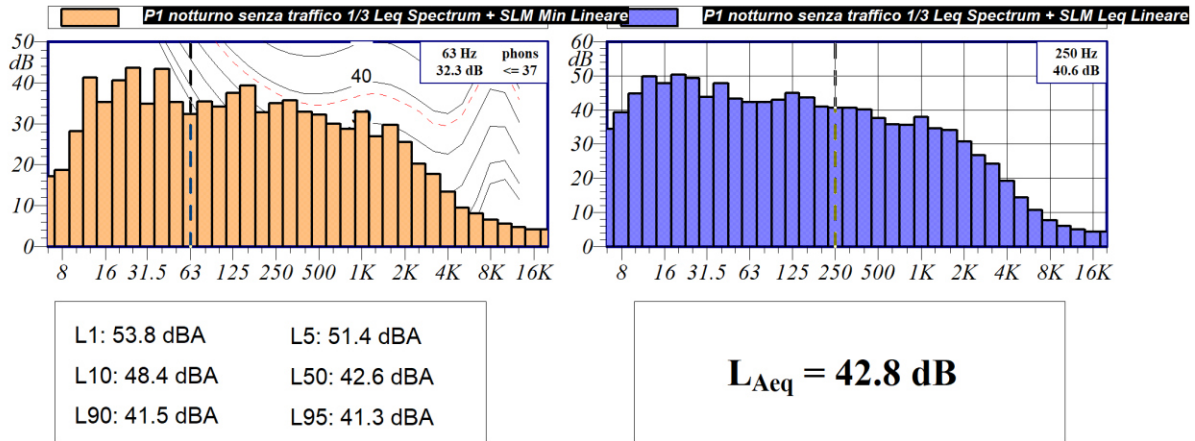 P1 notturno senza traffico 1/3 Leq Spectrum + SLM Min Lineare
P1 notturno senza traffico 1/3 Leq Spectrum + SLM Leq Lineare
50
dB
40
30
20
10
0
63 Hz phons
32.3 dB <= 37
40
8 16 31.5 63 125 250 500 1K 2K 4K 8K 16K
60
dB
50
40
30
20
10
0
250 Hz
40.6 dB
8 16 31.5 63 125 250 500 1K 2K 4K 8K 16K
L1: 53.8 dBA L5: 51.4 dBA
L10: 48.4 dBA L50: 42.6 dBA
L90: 41.5 dBA L95: 41.3 dBA
LAeq = 42.8 dB